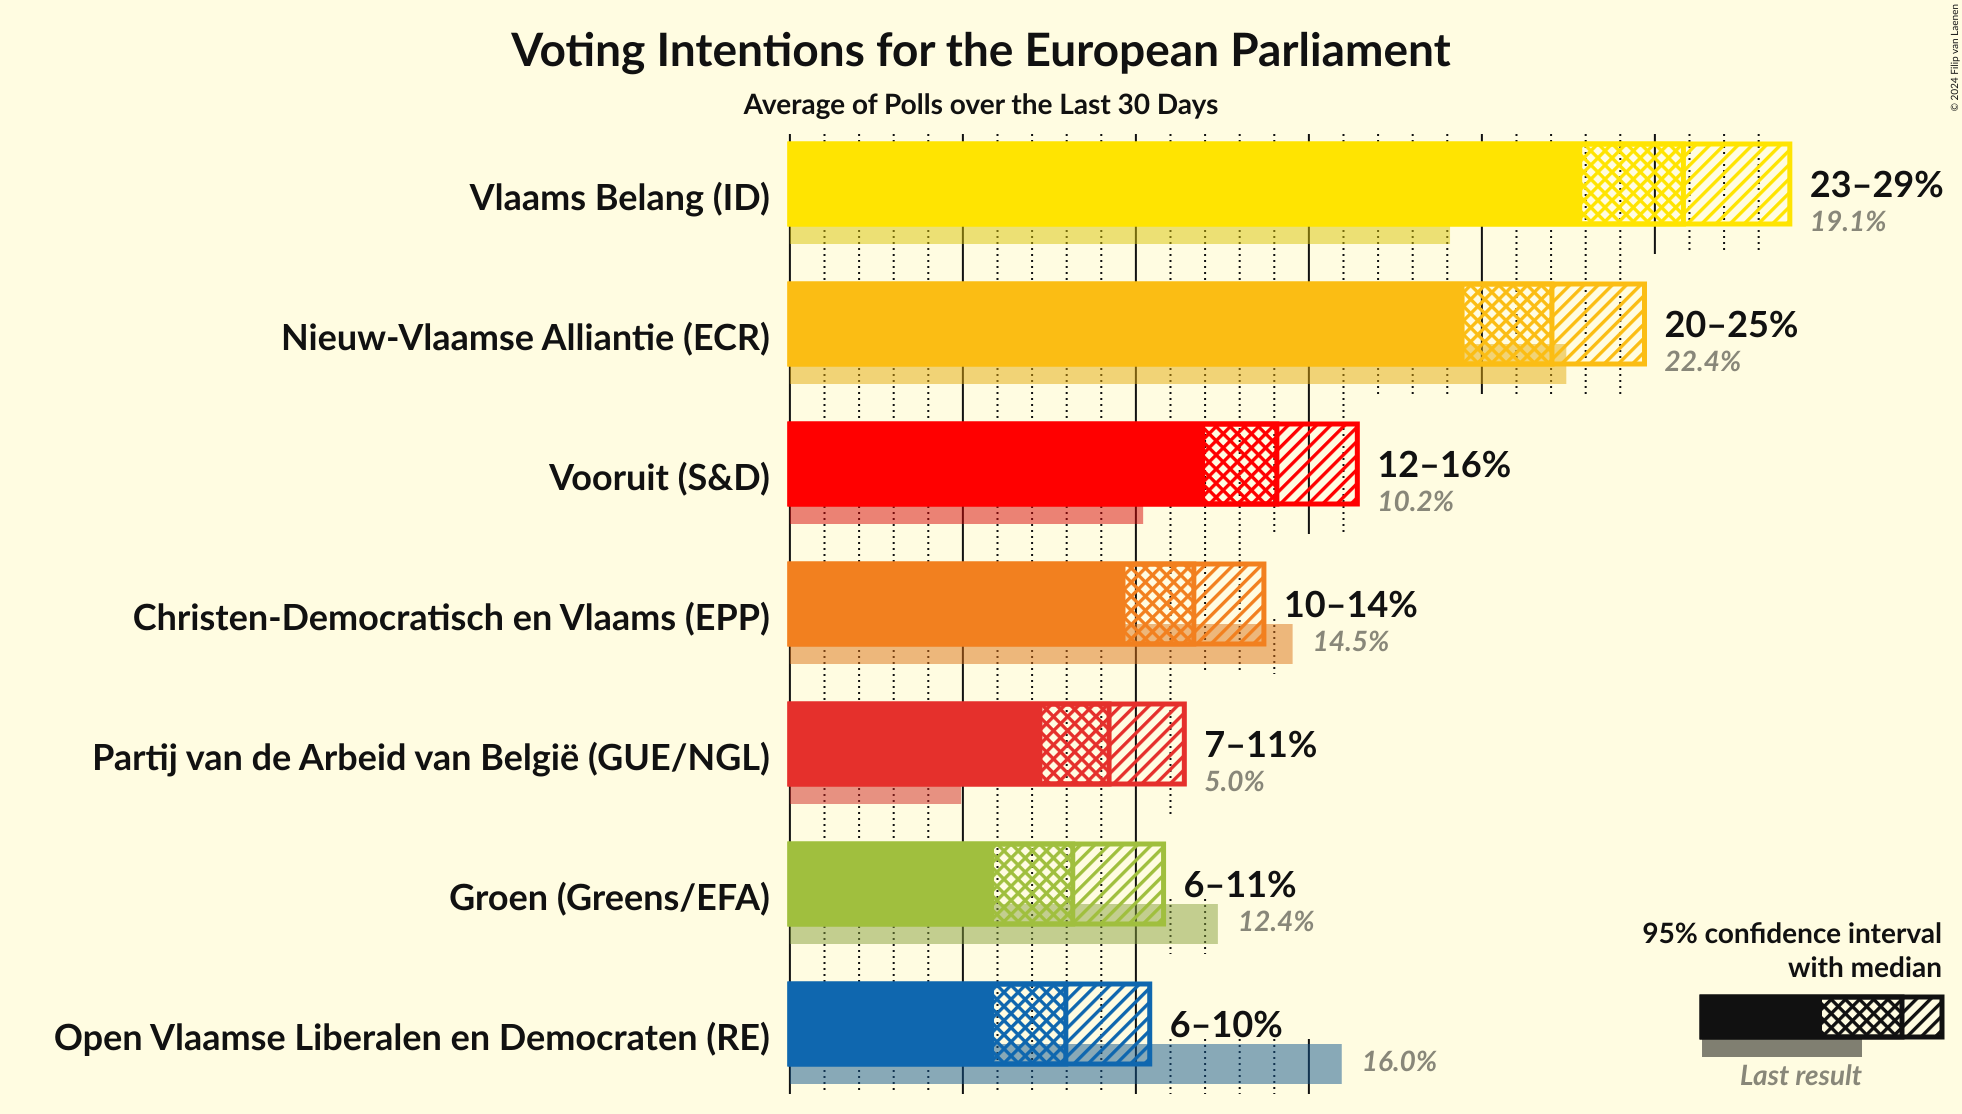 Voting Intentions for the European Parliament
Average of Polls over the Last 30 Days
© 2024 Filip van Laenen
Vlaams Belang (ID)
23–29%
19.1%
Nieuw-Vlaamse Alliantie (ECR)
20–25%
22.4%
Vooruit (S&D)
12–16%
10.2%
Christen-Democratisch en Vlaams (EPP)
10–14%
14.5%
Partij van de Arbeid van België (GUE/NGL)
7–11%
5.0%
Groen (Greens/EFA)
6–11%
12.4%
Open Vlaamse Liberalen en Democraten (RE)
6–10%
16.0%
95% confidence interval
with median
Last result